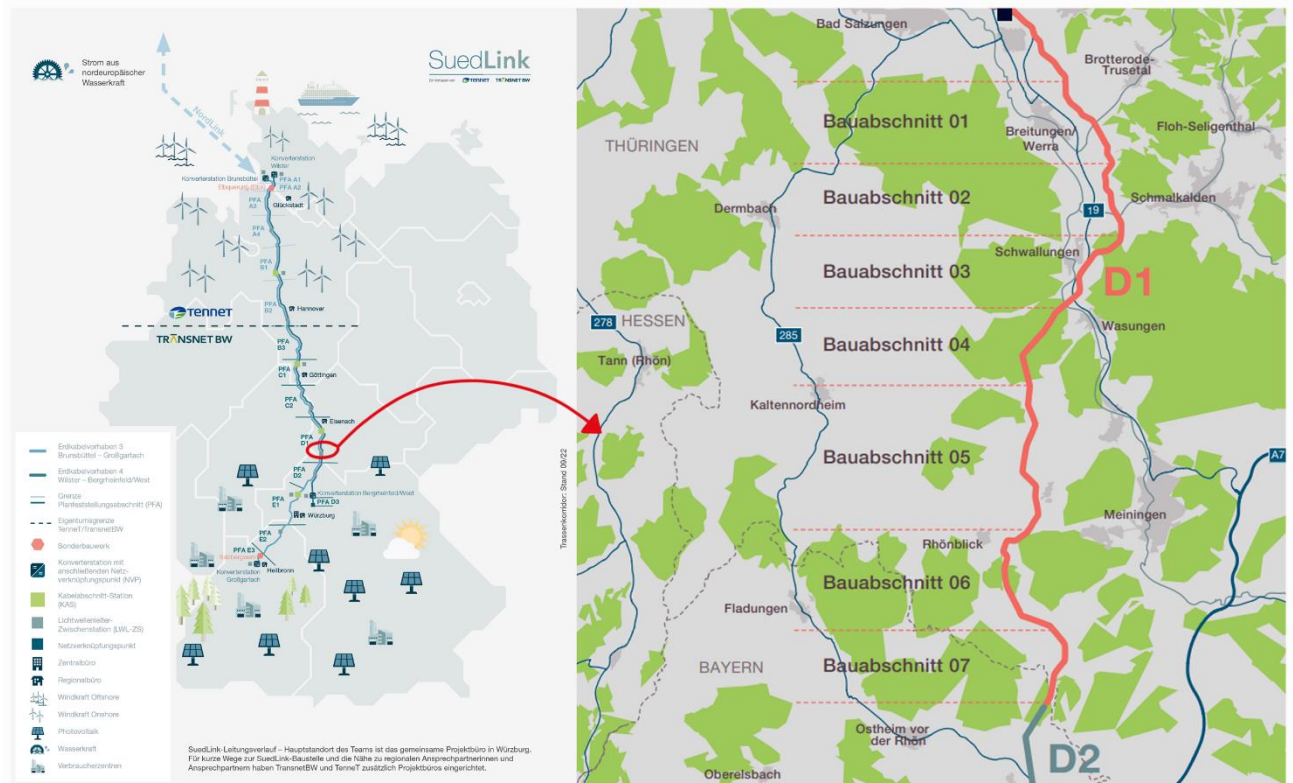 Strom aus
nordeuropäischer
Wasserkraft
NordLink
SuedLink
TENNET TRANSNET BW
Konverterstation
Wilster
Konverterstation Brunsbüttel
PFA A1
PFA A2
Glückstadt
PFA
A3
PFA
A4
PFA
B1
PFA
B2
Hannover
TENNET
TRANSNET BW
PFA
B3
PFA
C1
Göttingen
PFA
C2
Eisenach
PFA
D1
PFA
D2
Konverterstation Bergrheinfeld/West
PFA D3
PFA
E1
Würzburg
PFA
E2
PFA E3
Heilbronn
Konverterstation
Großgartach
Erdkabelvorhaben 3
Brunsbüttel – Großgartach
Erdkabelvorhaben 4
Wilster – Bergrheinfeld/West
Grenze
Planfeststellungsabschnitt (PFA)
Eigentumsgrenze
TenneT/TransnetBW
Sonderbauwerk
Konverterstation mit
anschließenden Netz-
verknüpfungspunkt (NVP)
Kabelabschnitt-Station
(KAS)
Lichtwellenleiter-
Zwischenstation (LWL-ZS)
Netzverknüpfungspunkt
Zentralbüro
Regionalbüro
Windkraft Offshore
Windkraft Onshore
Photovoltaik
Wasserkraft
Verbraucherzentren
Trassenkorridor: Stand 09/22
SuedLink-Leitungsverlauf – Hauptstandort des Teams ist das gemeinsame Projektbüro in Würzburg.
Für kurze Wege zur SuedLink-Baustelle und die Nähe zu regionalen Ansprechpartnerinnen und
Ansprechpartnern haben TransnetBW und TenneT zusätzlich Projektbüros eingerichtet.
Bad Salzungen
Brotterode-
Trusetal
Bauabschnitt 01
Breitungen/
Werra
Floh-Seligenthal
THÜRINGEN
Bauabschnitt 02
Dermbach
19
Schmalkalden
Schwallungen
Bauabschnitt 03
D1
278
HESSEN
285
Wasungen
Bauabschnitt 04
Tann (Rhön)
Kaltennordheim
Bauabschnitt 05
A7
Meiningen
Rhönblick
Bauabschnitt 06
Fladungen
BAYERN
Bauabschnitt 07
Ostheim vor
der Rhön
D2
Oberelsbach